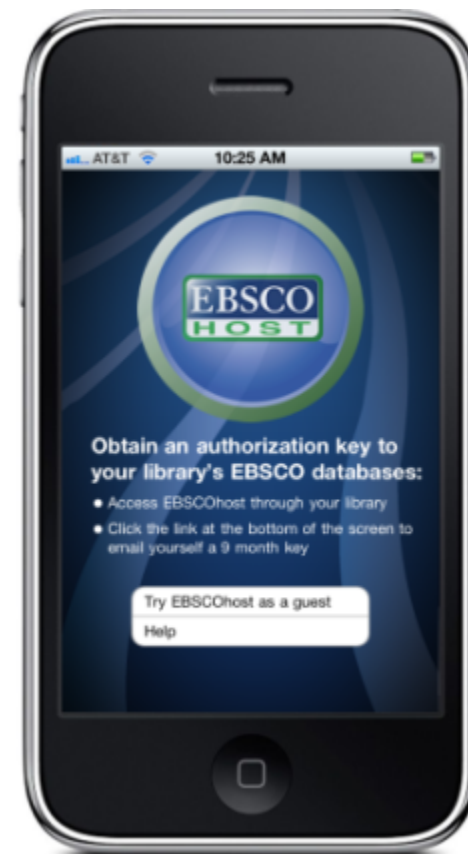 AT&T 10:25 AM
EBSCO
HOST
Obtain an authorization key to
your library's EBSCO databases:
• Access EBSCOhost through your library
• Click the link at the bottom of the screen to
email yourself a 9 month key
Try EBSCOhost as a guest
Help